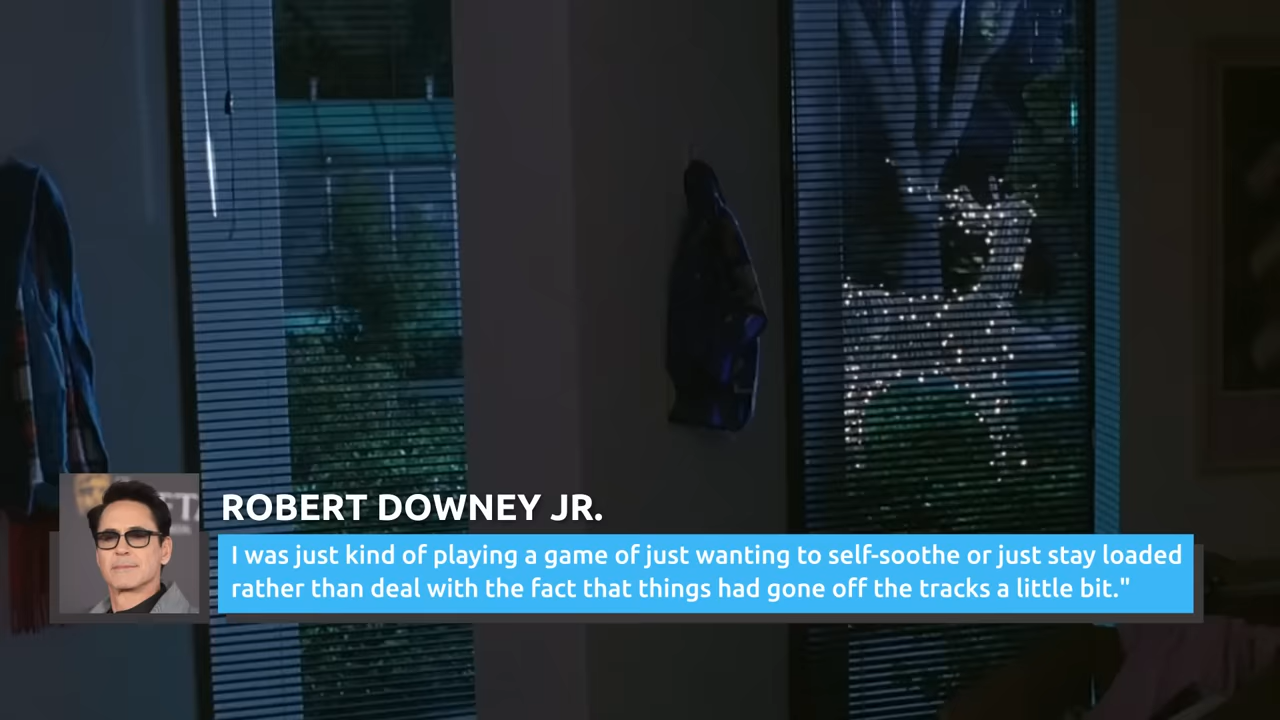 ROBERT DOWNEY JR.
I was just kind of playing a game of just wanting to self-soothe or just stay loaded
rather than deal with the fact that things had gone off the tracks a little bit."